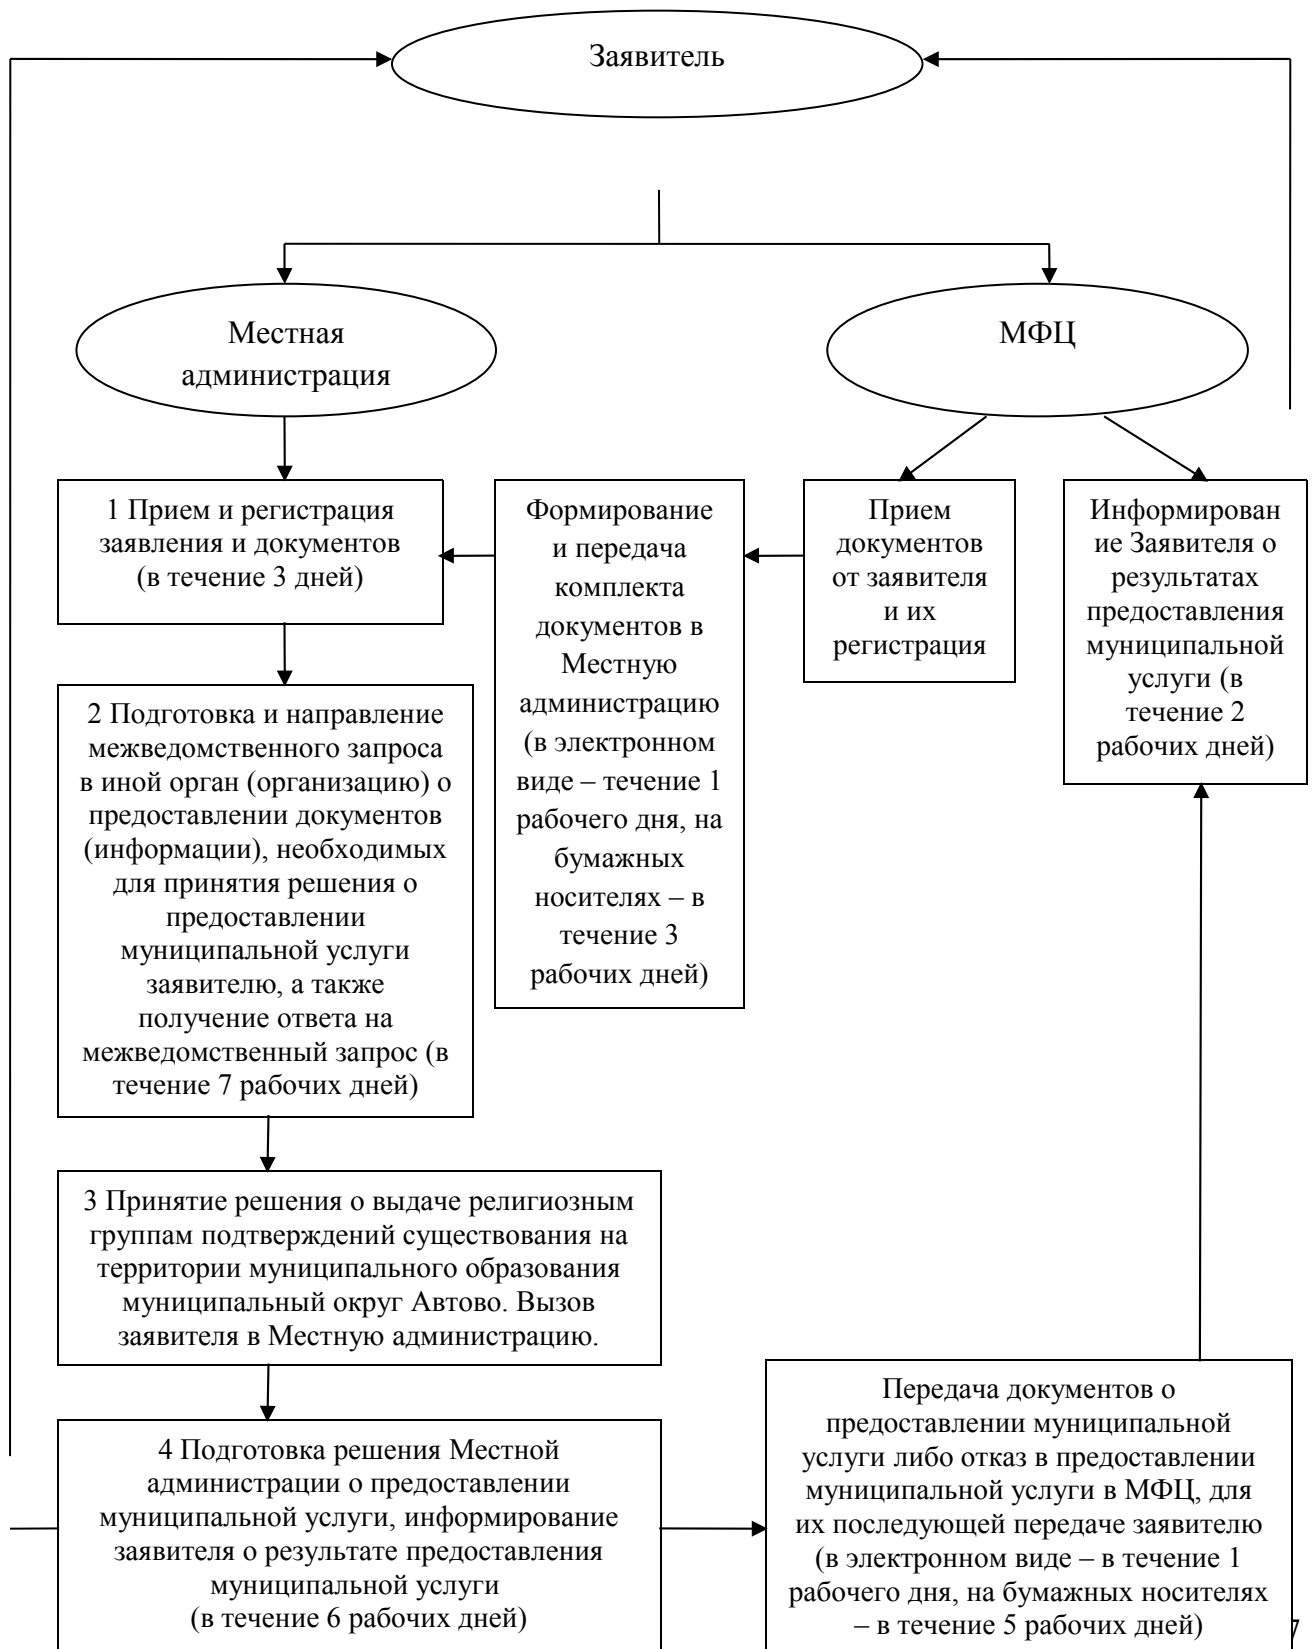 Заявитель
Местная
администрация
МФЦ
1 Прием и регистрация
заявления и документов
(в течение 3 дней)
Формирование
и передача
комплекта
документов в
Местную
администрацию
(в электронном
виде – течение 1
рабочего дня, на
бумажных
носителях – в
течение 3
рабочих дней)
Прием
документов
от заявителя
и их
регистрация
Информирован
ие Заявителя о
результатах
предоставления
муниципальной
услуги (в
течение 2
рабочих дней)
2 Подготовка и направление
межведомственного запроса
в иной орган (организацию) о
предоставлении документов
(информации), необходимых
для принятия решения о
предоставлении
муниципальной услуги
заявителю, а также
получение ответа на
межведомственный запрос (в
течение 7 рабочих дней)
3 Принятие решения о выдаче религиозным
группам подтверждений существования на
территории муниципального образования
муниципальный округ Автово. Вызов
заявителя в Местную администрацию.
4 Подготовка решения Местной
администрации о предоставлении
муниципальной услуги, информирование
заявителя о результате предоставления
муниципальной услуги
(в течение 6 рабочих дней)
Передача документов о
предоставлении муниципальной
услуги либо отказ в предоставлении
муниципальной услуги в МФЦ, для
их последующей передаче заявителю
(в электронном виде – в течение 1
рабочего дня, на бумажных носителях
– в течение 5 рабочих дней)